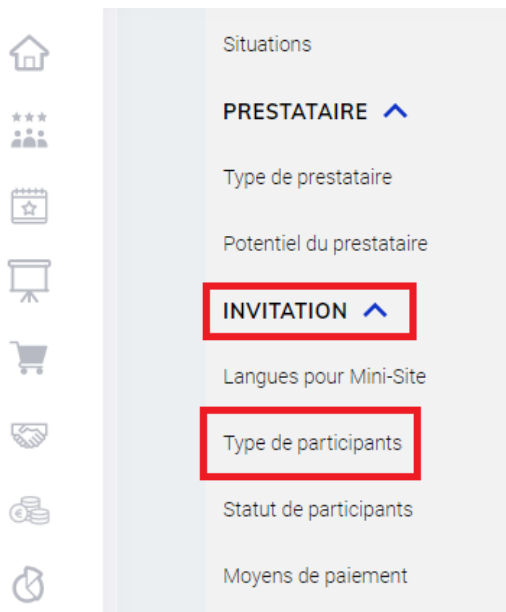 Situations
PRESTATAIRE
Type de prestataire
Potentiel du prestataire
INVITATION
Langues pour Mini-Site
Type de participants
Statut de participants
Moyens de paiement